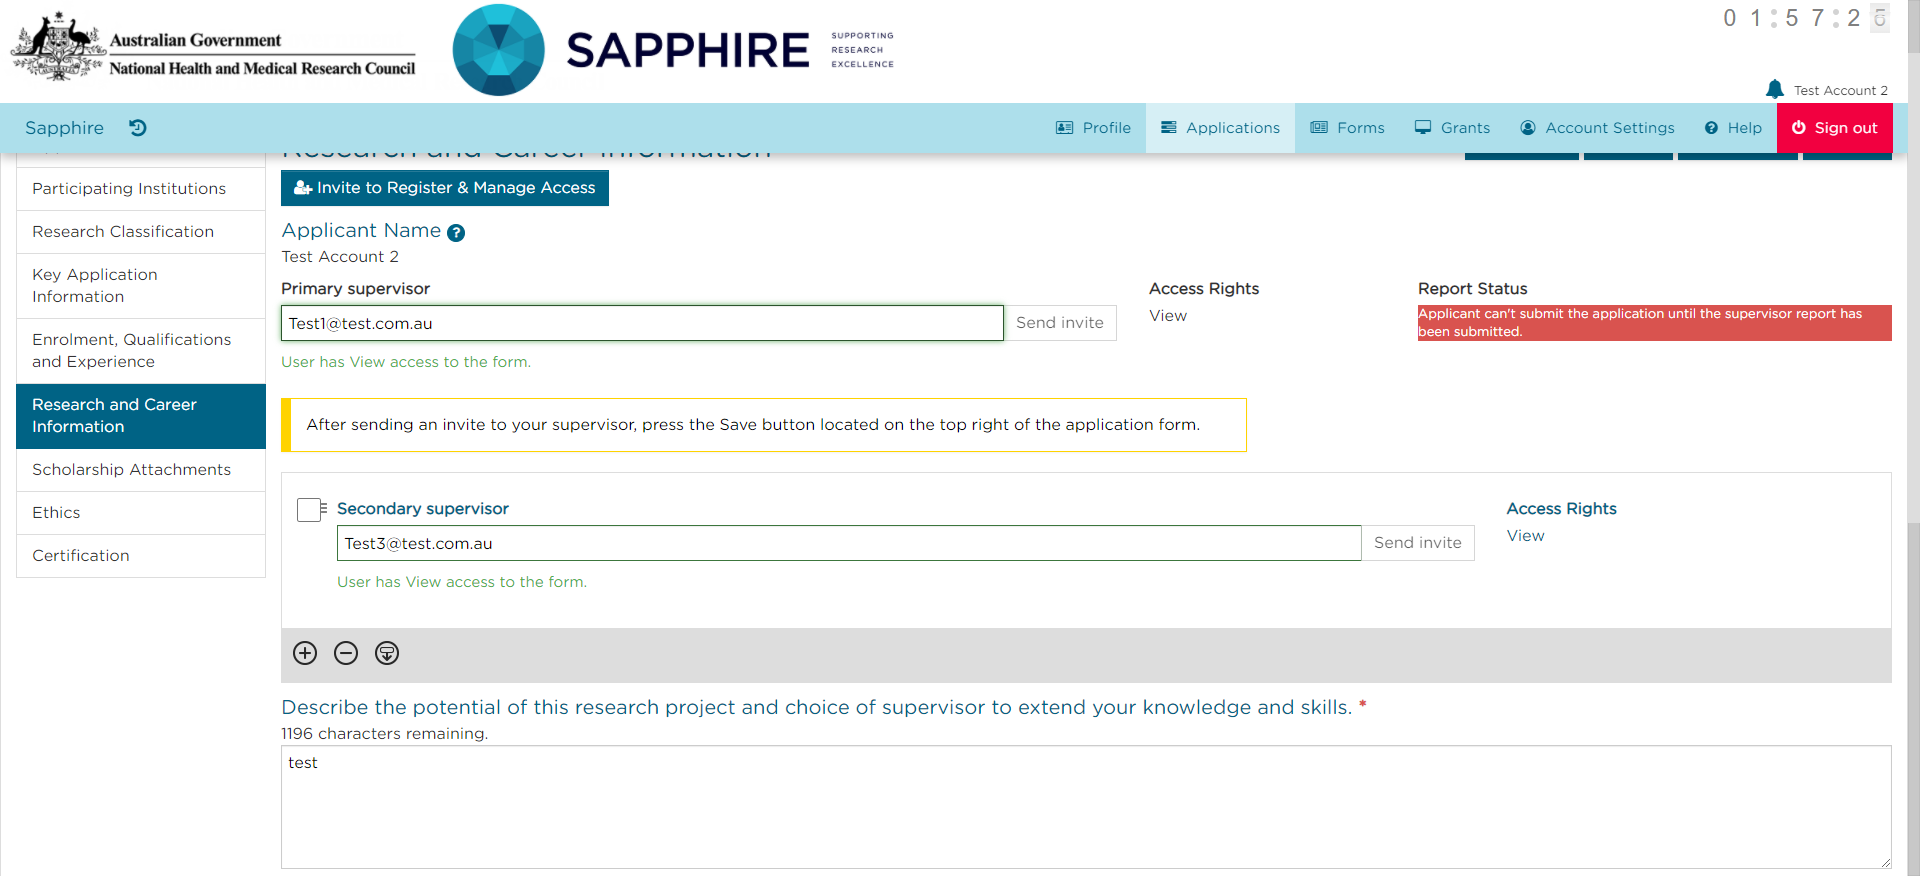 Australian Government
National Health and Medical Research Council
SAPPHIRE
SUPPORTING
RESEARCH
EXCELLENCE
01:57:2
Test Account 2
Sapphire
Profile
Applications
Forms
Grants
Account Settings
Help
Sign out
Participating Institutions
Research Classification
Key Application
Information
Enrolment, Qualifications
and Experience
Research and Career
Information
Scholarship Attachments
Ethics
Certification
Research and Career Information
Invite to Register & Manage Access
Applicant Name
Test Account 2
Primary supervisor
Access Rights
Report Status
Test1@test.com.au
Send invite
View
Applicant can't submit the application until the supervisor report has
been submitted.
User has View access to the form.
After sending an invite to your supervisor, press the Save button located on the top right of the application form.
Secondary supervisor
Access Rights
Test3@test.com.au
Send invite
View
User has View access to the form.
Describe the potential of this research project and choice of supervisor to extend your knowledge and skills. *
1196 characters remaining.
test